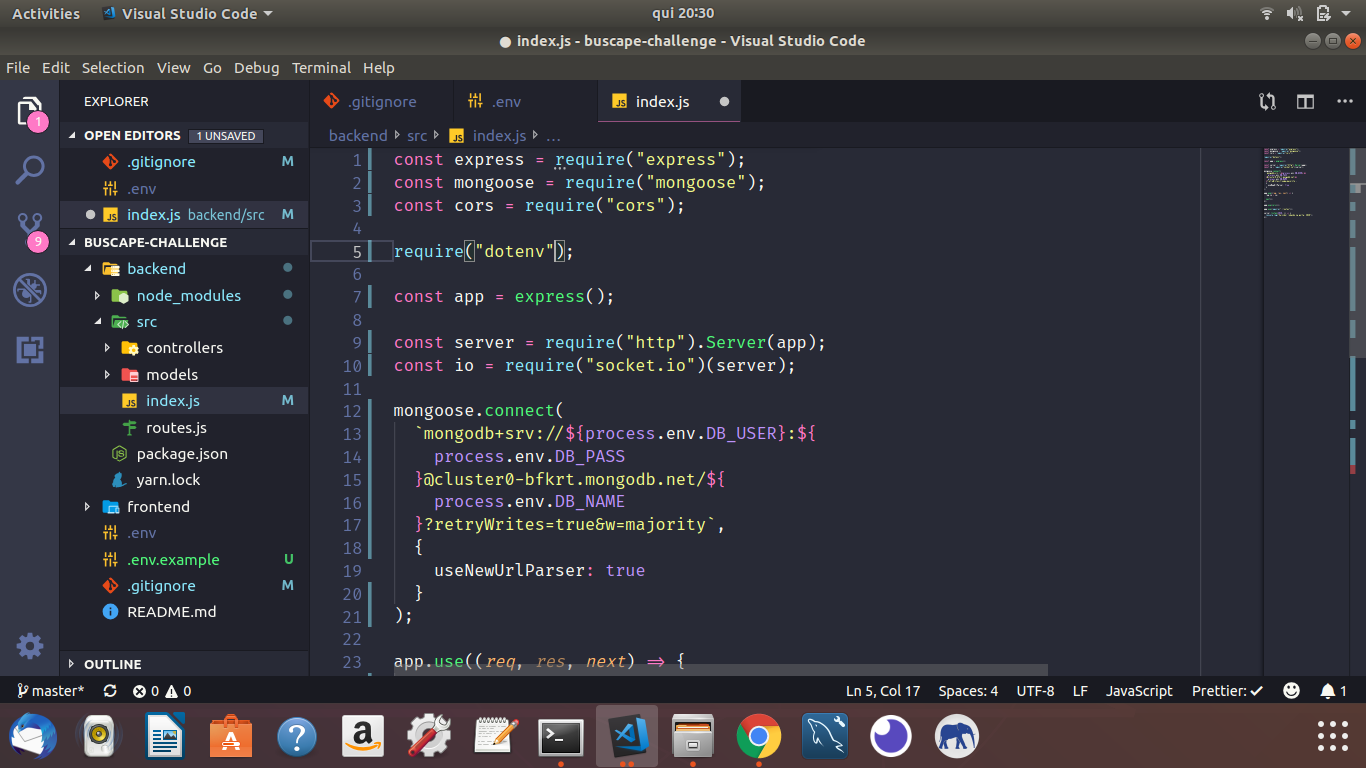 Activities Visual Studio Code qui 20:30
● index.js - buscape-challenge - Visual Studio Code
File Edit Selection View Go Debug Terminal Help
EXPLORER
OPEN EDITORS 1 UNSAVED
.gitignore M
.env
index.js backend/src M
BUSCAPE-CHALLENGE
backend
node_modules
src
controllers
models
index.js M
routes.js
package.json
yarn.lock
frontend
.env
.env.example U
.gitignore M
README.md
OUTLINE
1
9
.gitignore .env index.js
backend src index.js ...
1 const express = require("express");
2 const mongoose = require("mongoose");
3 const cors = require("cors");
4
5 require("dotenv");
6
7 const app = express();
8
9 const server = require("http").Server(app);
10 const io = require("socket.io")(server);
11
12 mongoose.connect(
13 `mongodb+srv://${process.env.DB_USER}:${
14 process.env.DB_PASS
15 }@cluster0-bfkrt.mongodb.net/${
16 process.env.DB_NAME
17 }?retryWrites=true&w=majority`,
18 {
19 useNewUrlParser: true
20 }
21 );
22
23 app.use((req, res, next) => {
master* 0 0 Ln 5, Col 17 Spaces: 4 UTF-8 LF JavaScript Prettier: ✓ 1